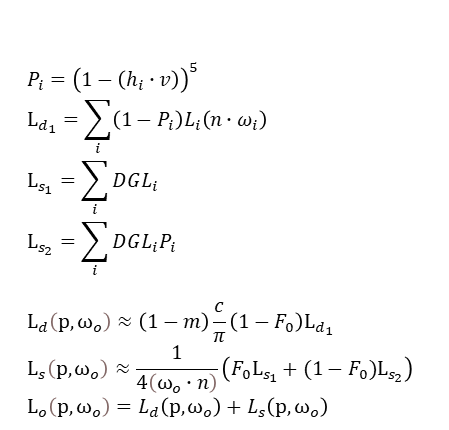 P_i = (1 − (h_i · v))^5
L_{d_1} = ∑_i (1 − P_i)L_i(n · ω_i)
L_{s_1} = ∑_i DGL_i
L_{s_2} = ∑_i DGL_iP_i
L_d(p,ω_o) ≈ (1 − m) c/π (1 − F_0)L_{d_1}
L_s(p,ω_o) ≈ 1/(4(ω_o · n)) (F_0L_{s_1} + (1 − F_0)L_{s_2})
L_o(p,ω_o) = L_d(p,ω_o) + L_s(p,ω_o)